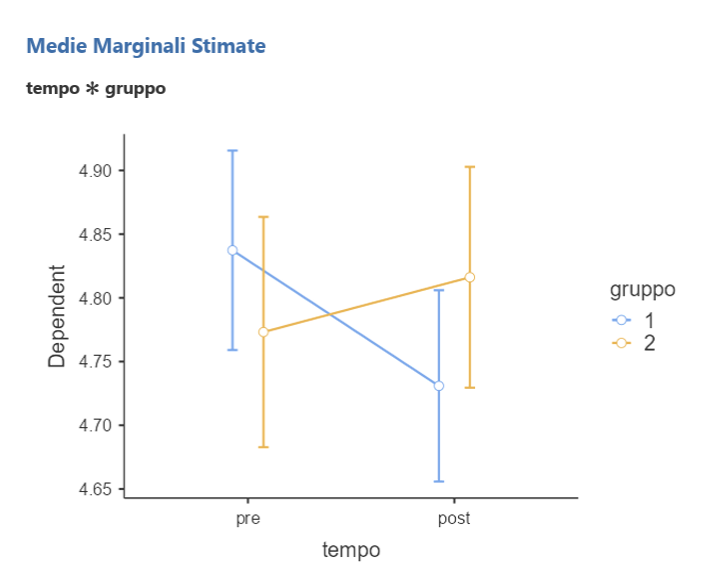 Medie Marginali Stimate
tempo ✻ gruppo
4.90
4.85
4.80
4.75
4.70
4.65
Dependent
pre post
tempo
gruppo
1
2